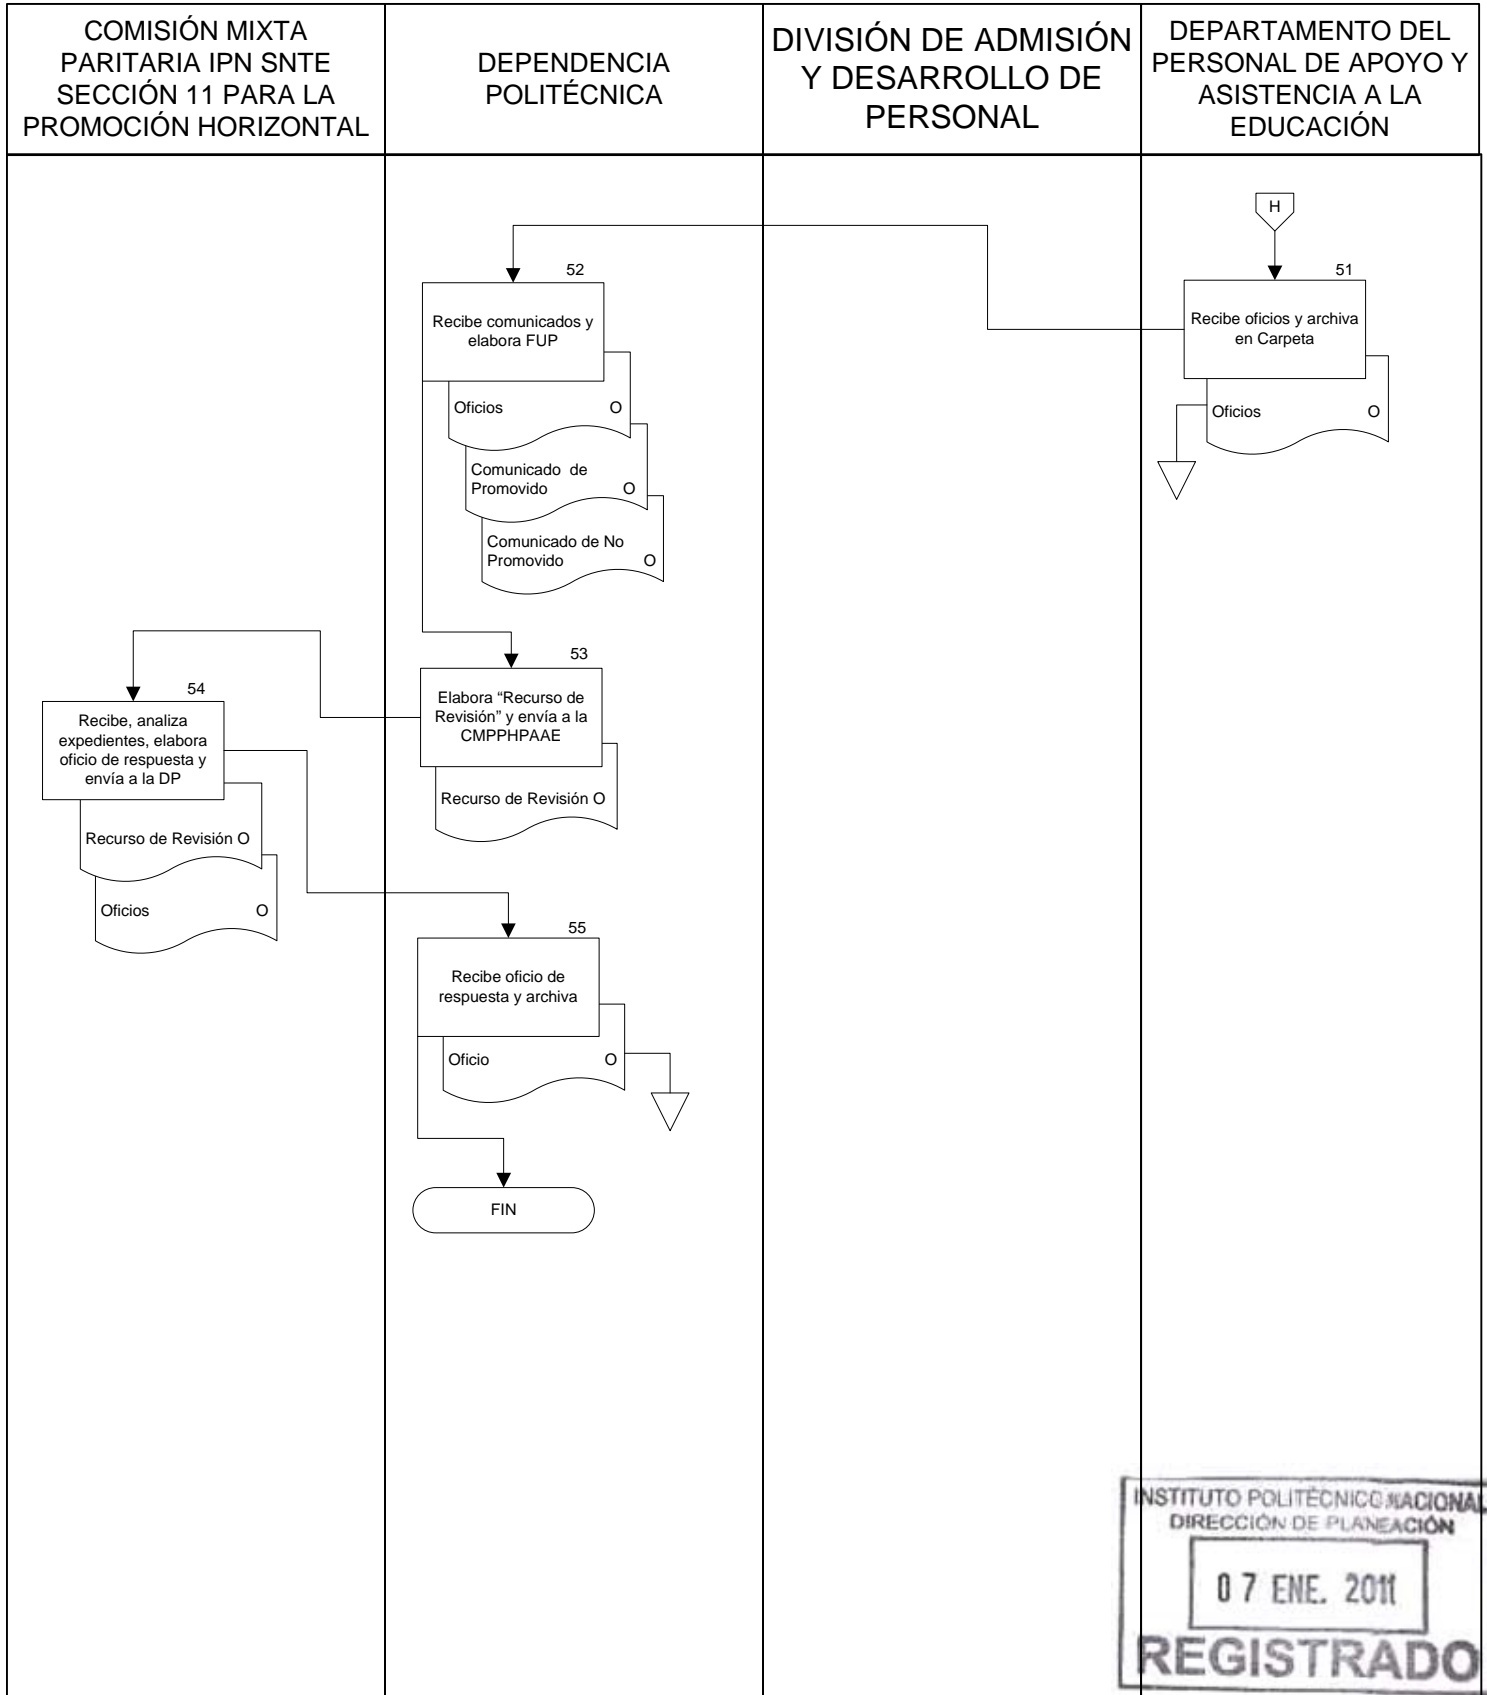 COMISIÓN MIXTA
PARITARIA IPN SNTE
SECCIÓN 11 PARA LA
PROMOCIÓN HORIZONTAL
DEPENDENCIA
POLITÉCNICA
DIVISIÓN DE ADMISIÓN
Y DESARROLLO DE
PERSONAL
DEPARTAMENTO DEL
PERSONAL DE APOYO Y
ASISTENCIA A LA
EDUCACIÓN
H
51
Recibe oficios y archiva
en Carpeta
Oficios O
52
Recibe comunicados y
elabora FUP
Oficios O
Comunicado de
Promovido O
Comunicado de No
Promovido O
53
Elabora “Recurso de
Revisión” y envía a la
CMPPHPAAE
Recurso de Revisión O
54
Recibe, analiza
expedientes, elabora
oficio de respuesta y
envía a la DP
Recurso de Revisión O
Oficios O
55
Recibe oficio de
respuesta y archiva
Oficio O
FIN
INSTITUTO POLITÉCNICO NACIONAL
DIRECCIÓN DE PLANEACIÓN
07 ENE. 2011
REGISTRADO